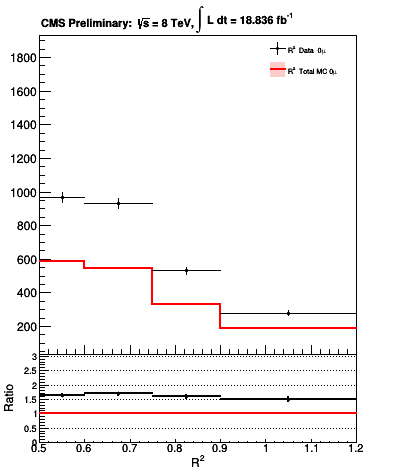 CMS Preliminary: √s = 8 TeV, ∫ L dt = 18.836 fb⁻¹
R² Data 0μ
R² Total MC 0μ
1800
1600
1400
1200
1000
800
600
400
200
3
2.5
2
1.5
1
0.5
0
Ratio
0.5 0.6 0.7 0.8 0.9 1 1.1 1.2
R²